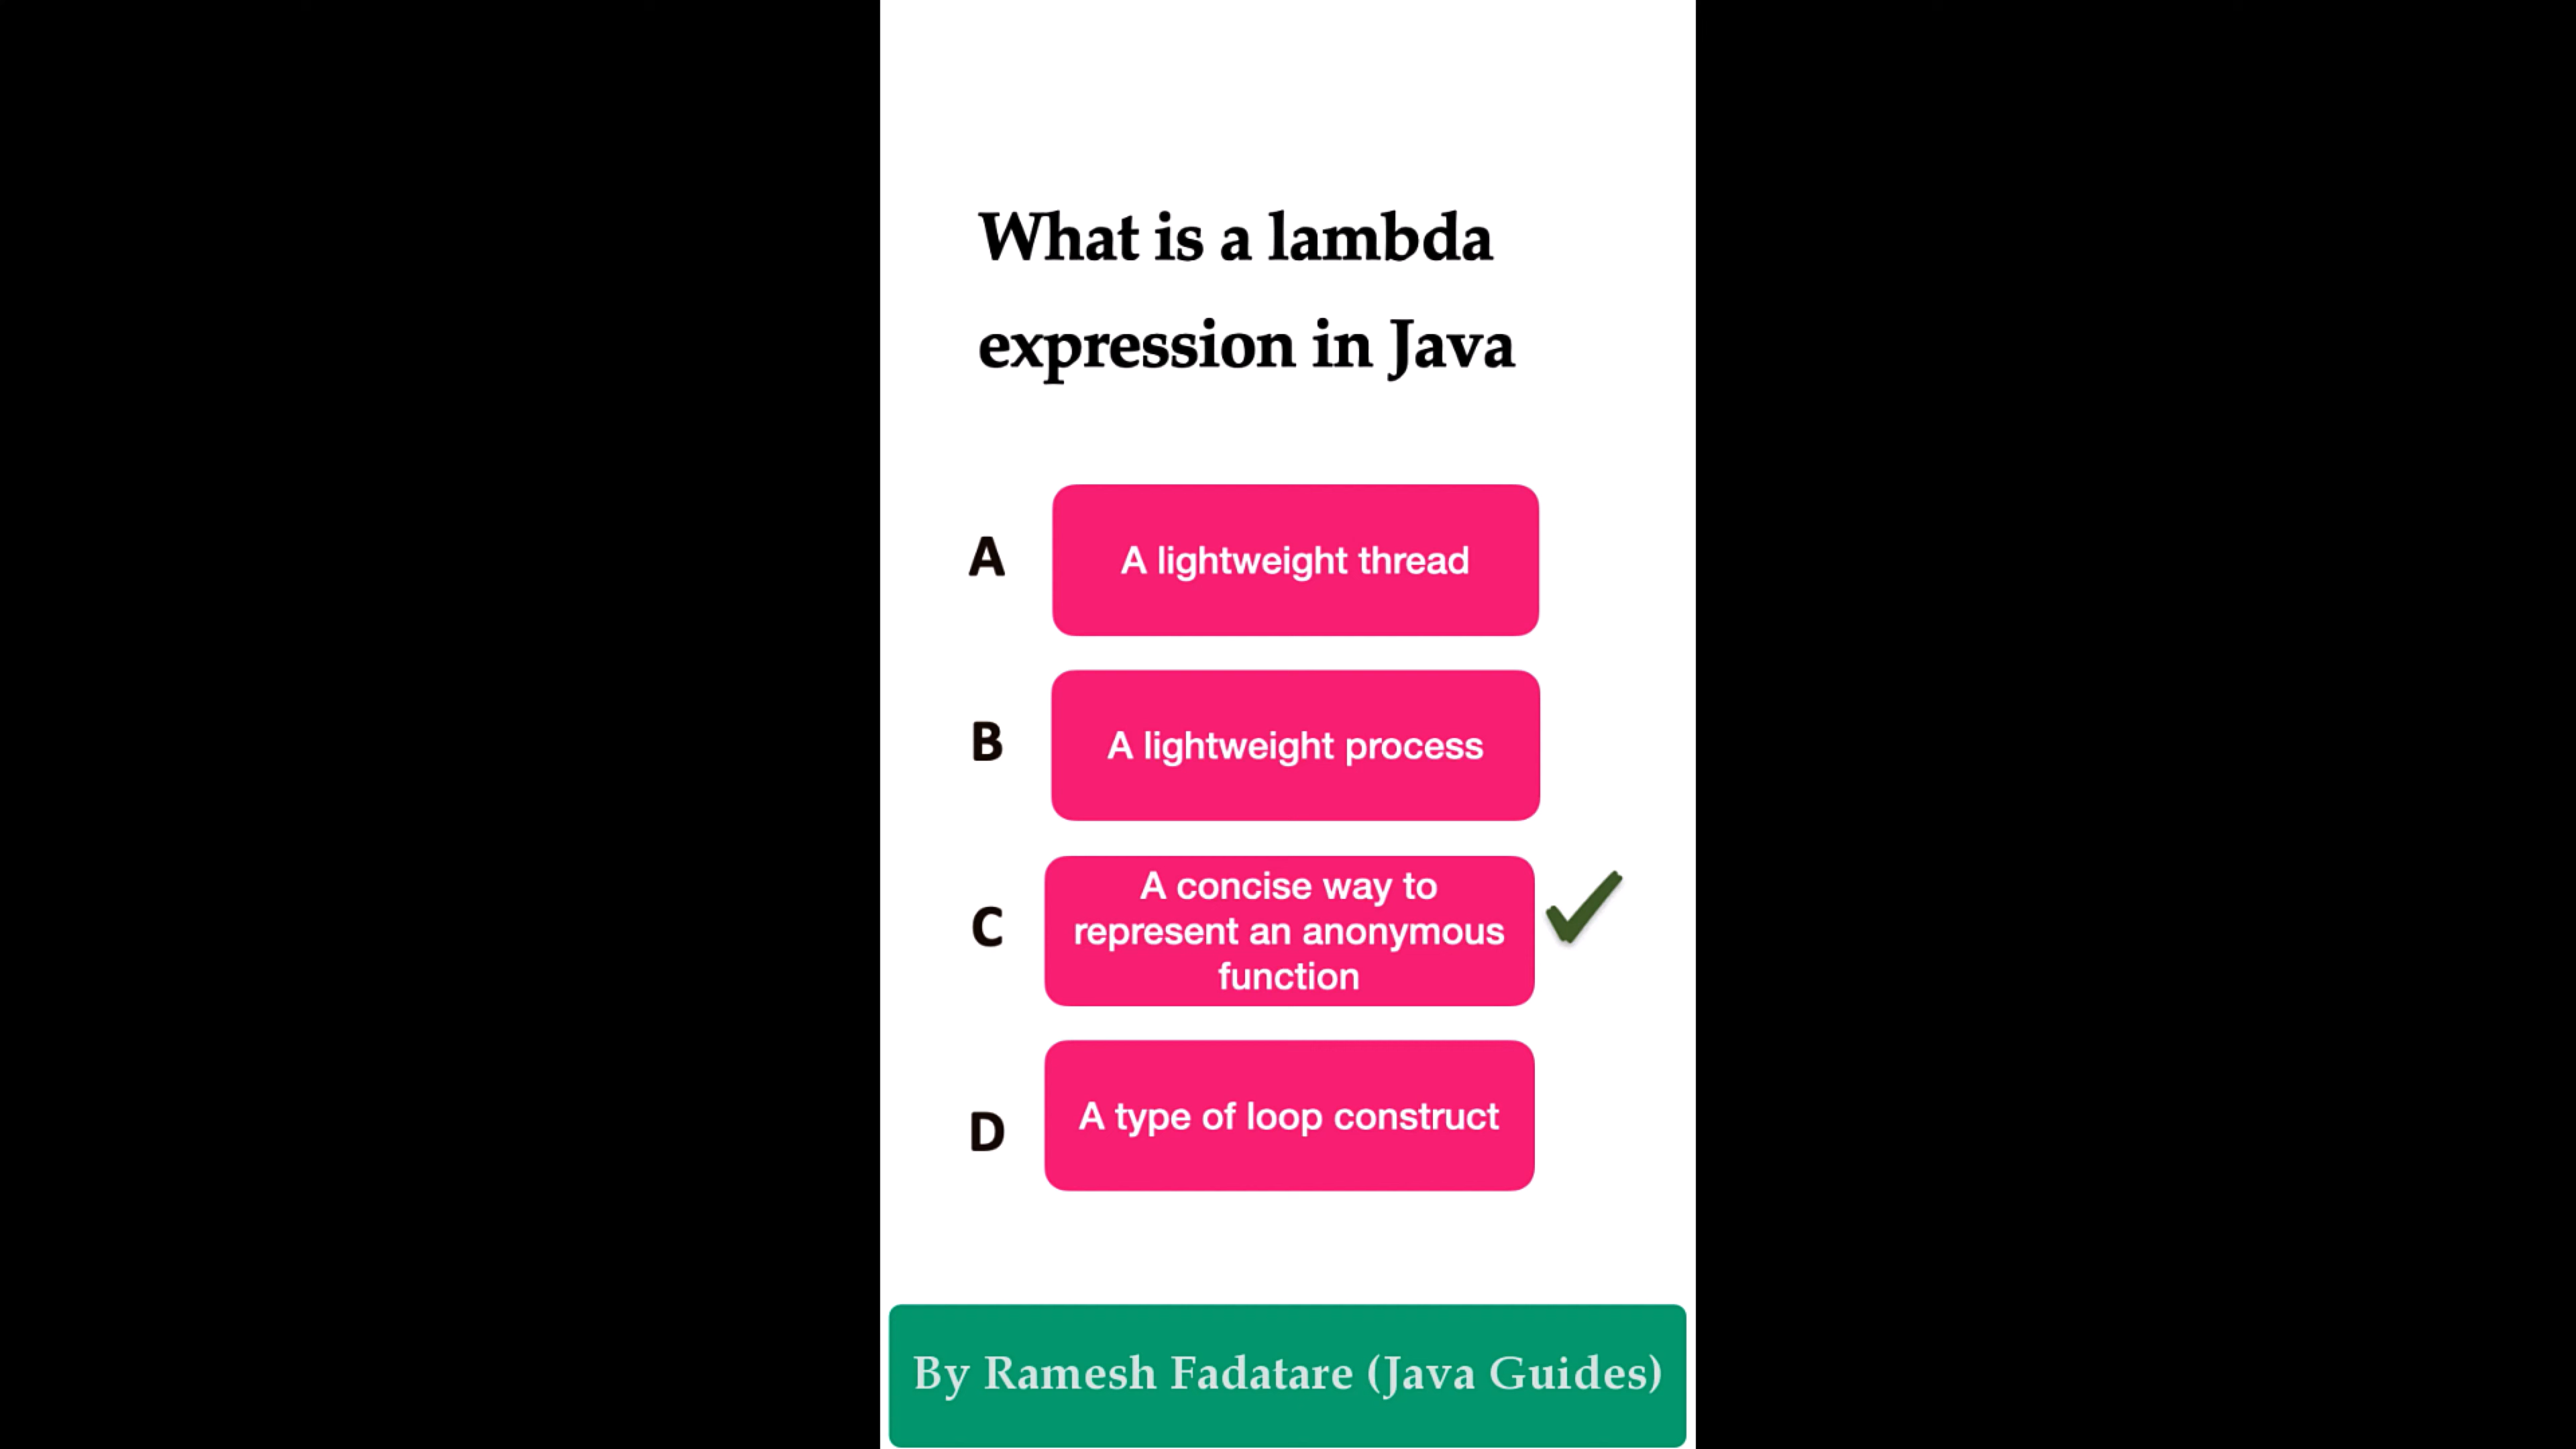 What is a lambda
expression in Java
A
A lightweight thread
B
A lightweight process
C
A concise way to
represent an anonymous
function
D
A type of loop construct
By Ramesh Fadatare (Java Guides)